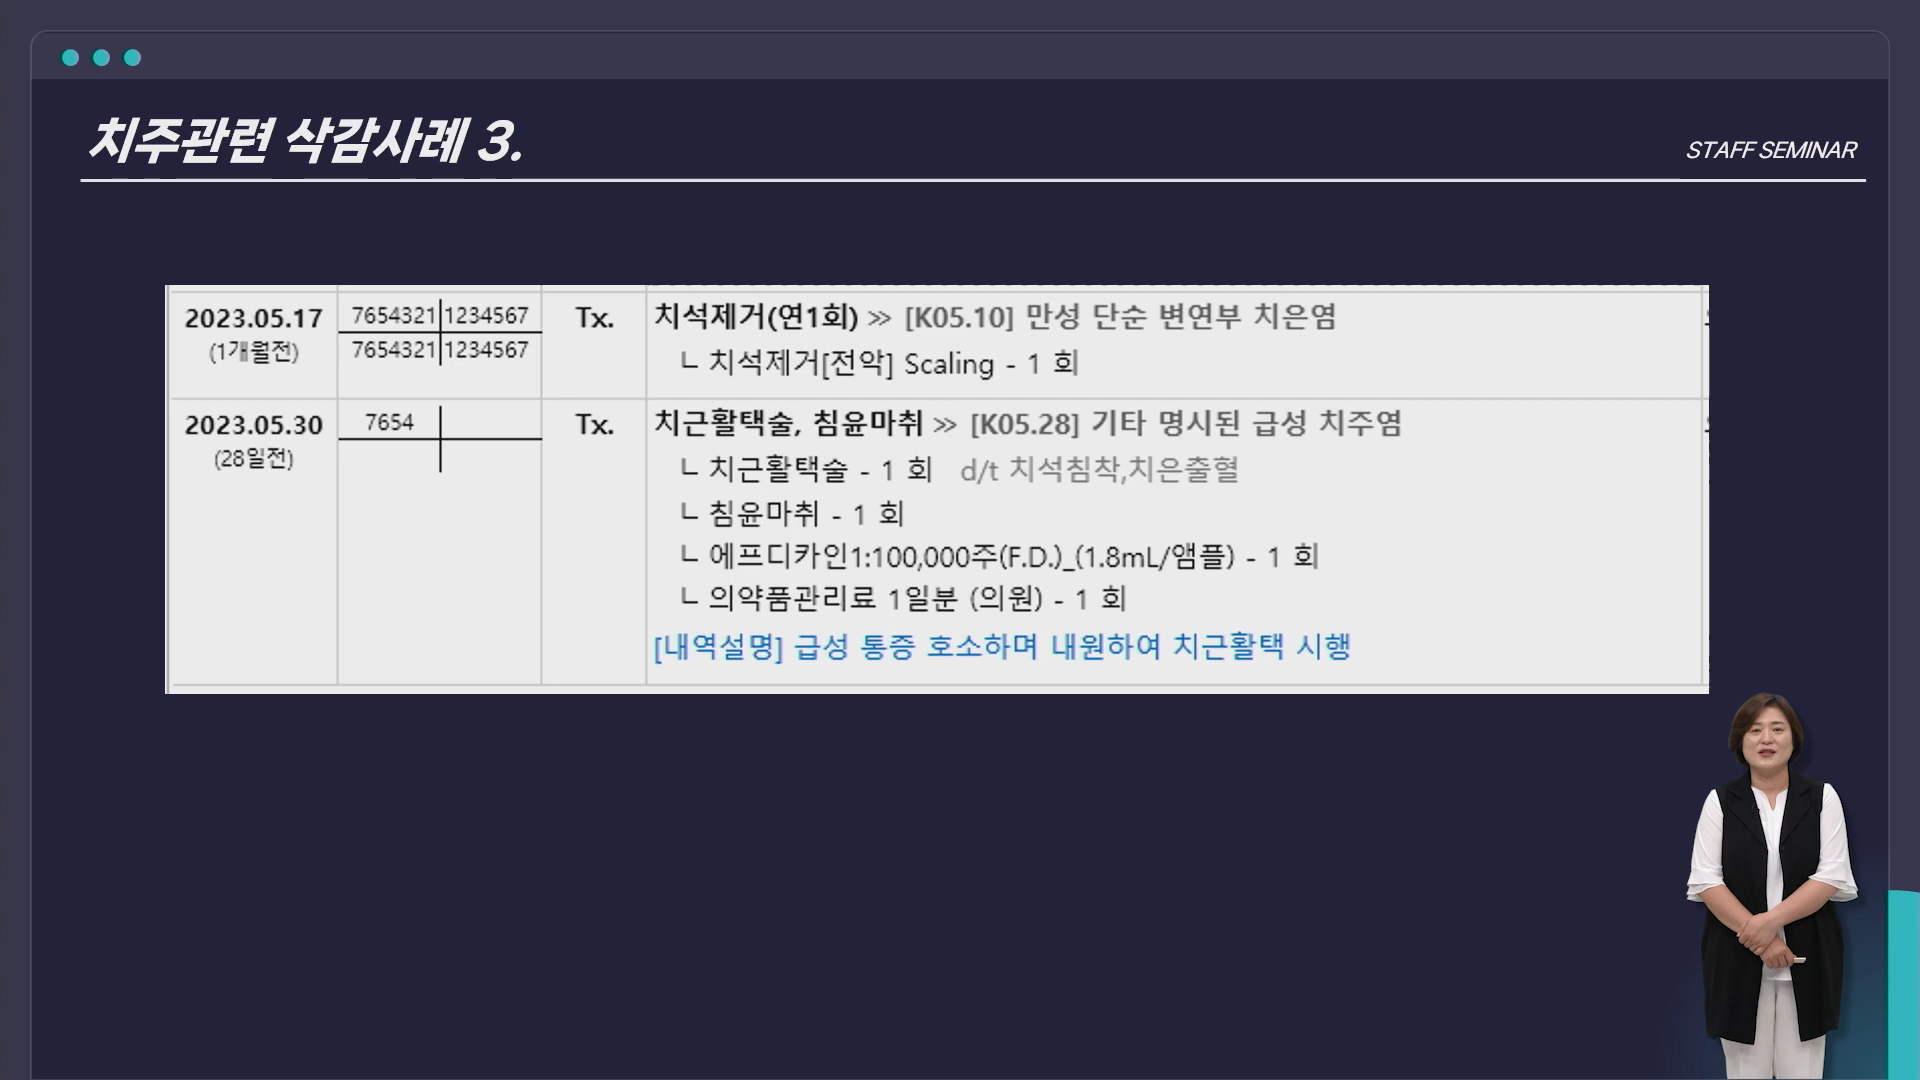 치주관련 삭감사례 3.
STAFF SEMINAR
2023.05.17
(1개월전)
7654321 1234567
7654321 1234567
Tx.
치석제거(연1회) >> [K05.10] 만성 단순 변연부 치은염
ㄴ 치석제거[전악] Scaling - 1 회
2023.05.30
(28일전)
7654
Tx.
치근활택술, 침윤마취 >> [K05.28] 기타 명시된 급성 치주염
ㄴ 치근활택술 - 1 회 d/t 치석침착,치은출혈
ㄴ 침윤마취 - 1 회
ㄴ 에프디카인1:100,000주(F.D.)_(1.8mL/앰플) - 1 회
ㄴ 의약품관리료 1일분 (의원) - 1 회
[내역설명] 급성 통증 호소하며 내원하여 치근활택 시행